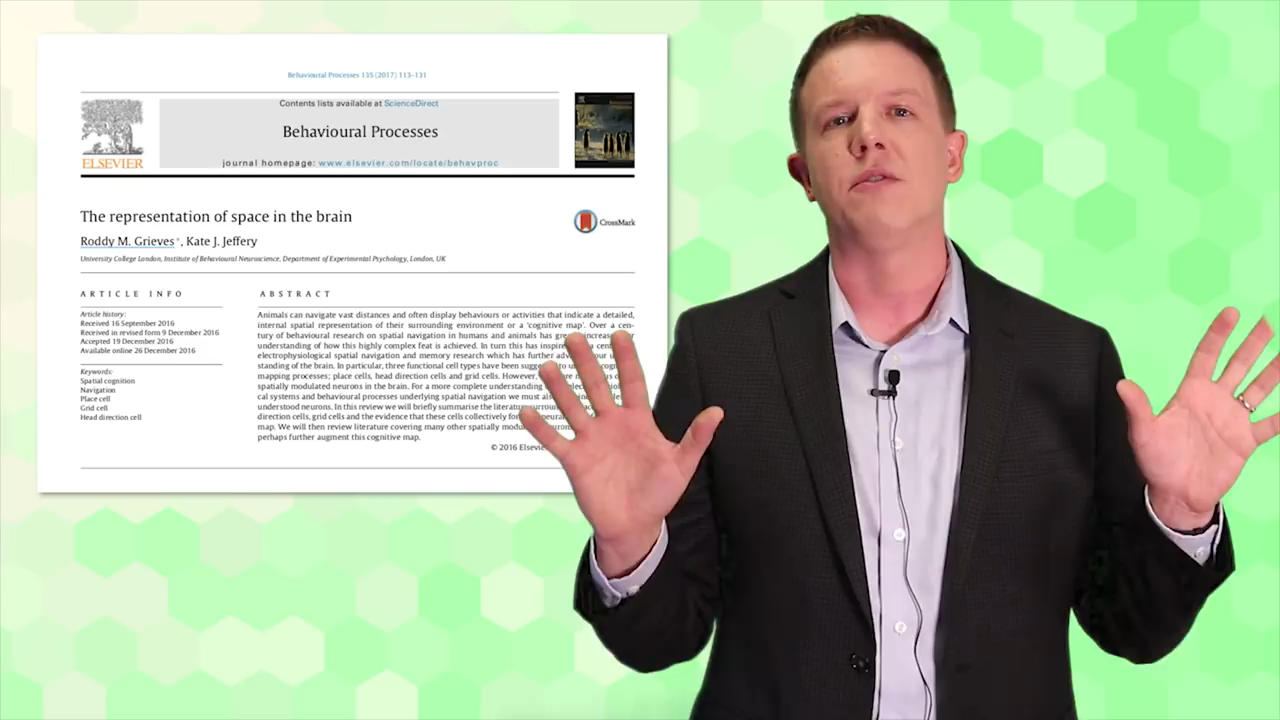 Behavioural Processes 135 (2017) 113–131
Contents lists available at ScienceDirect
Behavioural Processes
journal homepage: www.elsevier.com/locate/behavproc
ELSEVIER
The representation of space in the brain
CrossMark
Roddy M. Grieves*, Kate J. Jeffery
University College London, Institute of Behavioural Neuroscience, Department of Experimental Psychology, London, UK
ARTICLE INFO
Article history:
Received 16 September 2016
Received in revised form 9 December 2016
Accepted 19 December 2016
Available online 26 December 2016
Keywords:
Spatial cognition
Navigation
Place cell
Grid cell
Head direction cell
ABSTRACT
Animals can navigate vast distances and often display behaviours or activities that indicate a detailed,
internal spatial representation of their surrounding environment or a 'cognitive map'. Over a cen-
tury of behavioural research on spatial navigation in humans and animals has
understanding of how this highly complex feat is achieved. In turn this has
electrophysiological spatial navigation and memory research which has further
standing of the brain. In particular, three functional cell types have been
mapping processes; place cells, head direction cells and grid cells. However,
spatially modulated neurons in the brain. For a more complete understanding
cal systems and behavioural processes underlying spatial navigation we must
understood neurons. In this review we will briefly summarise the literature
direction cells, grid cells and the evidence that these cells collectively
map. We will then review literature covering many other spatially
perhaps further augment this cognitive map.
© 2016